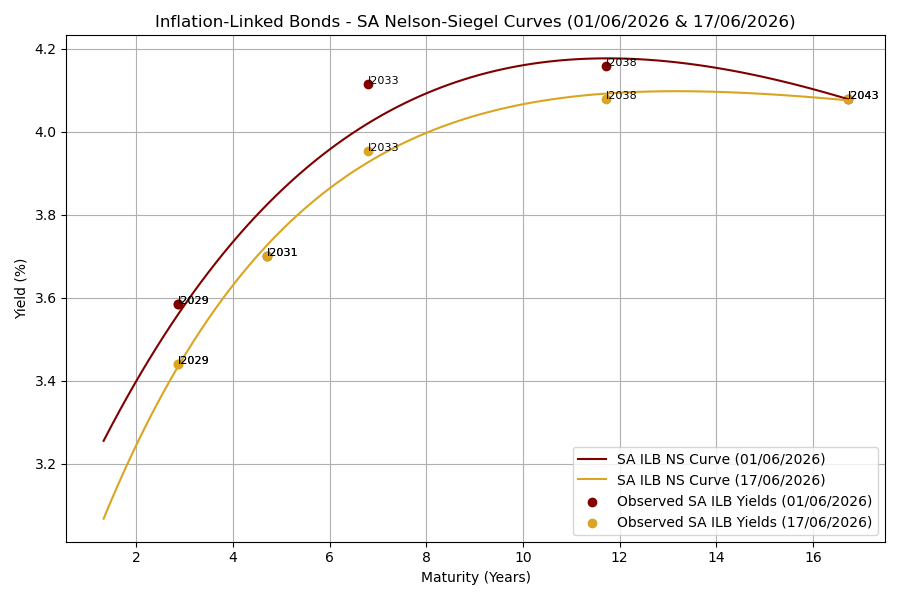 Inflation-Linked Bonds - SA Nelson-Siegel Curves (01/06/2026 & 17/06/2026)
4.2
4.0
3.8
3.6
3.4
3.2
Yield (%)
I2033
I2038
I2038
I2043
I2033
I2031
I2029
I2029
SA ILB NS Curve (01/06/2026)
SA ILB NS Curve (17/06/2026)
Observed SA ILB Yields (01/06/2026)
Observed SA ILB Yields (17/06/2026)
2
4
6
8
10
12
14
16
Maturity (Years)